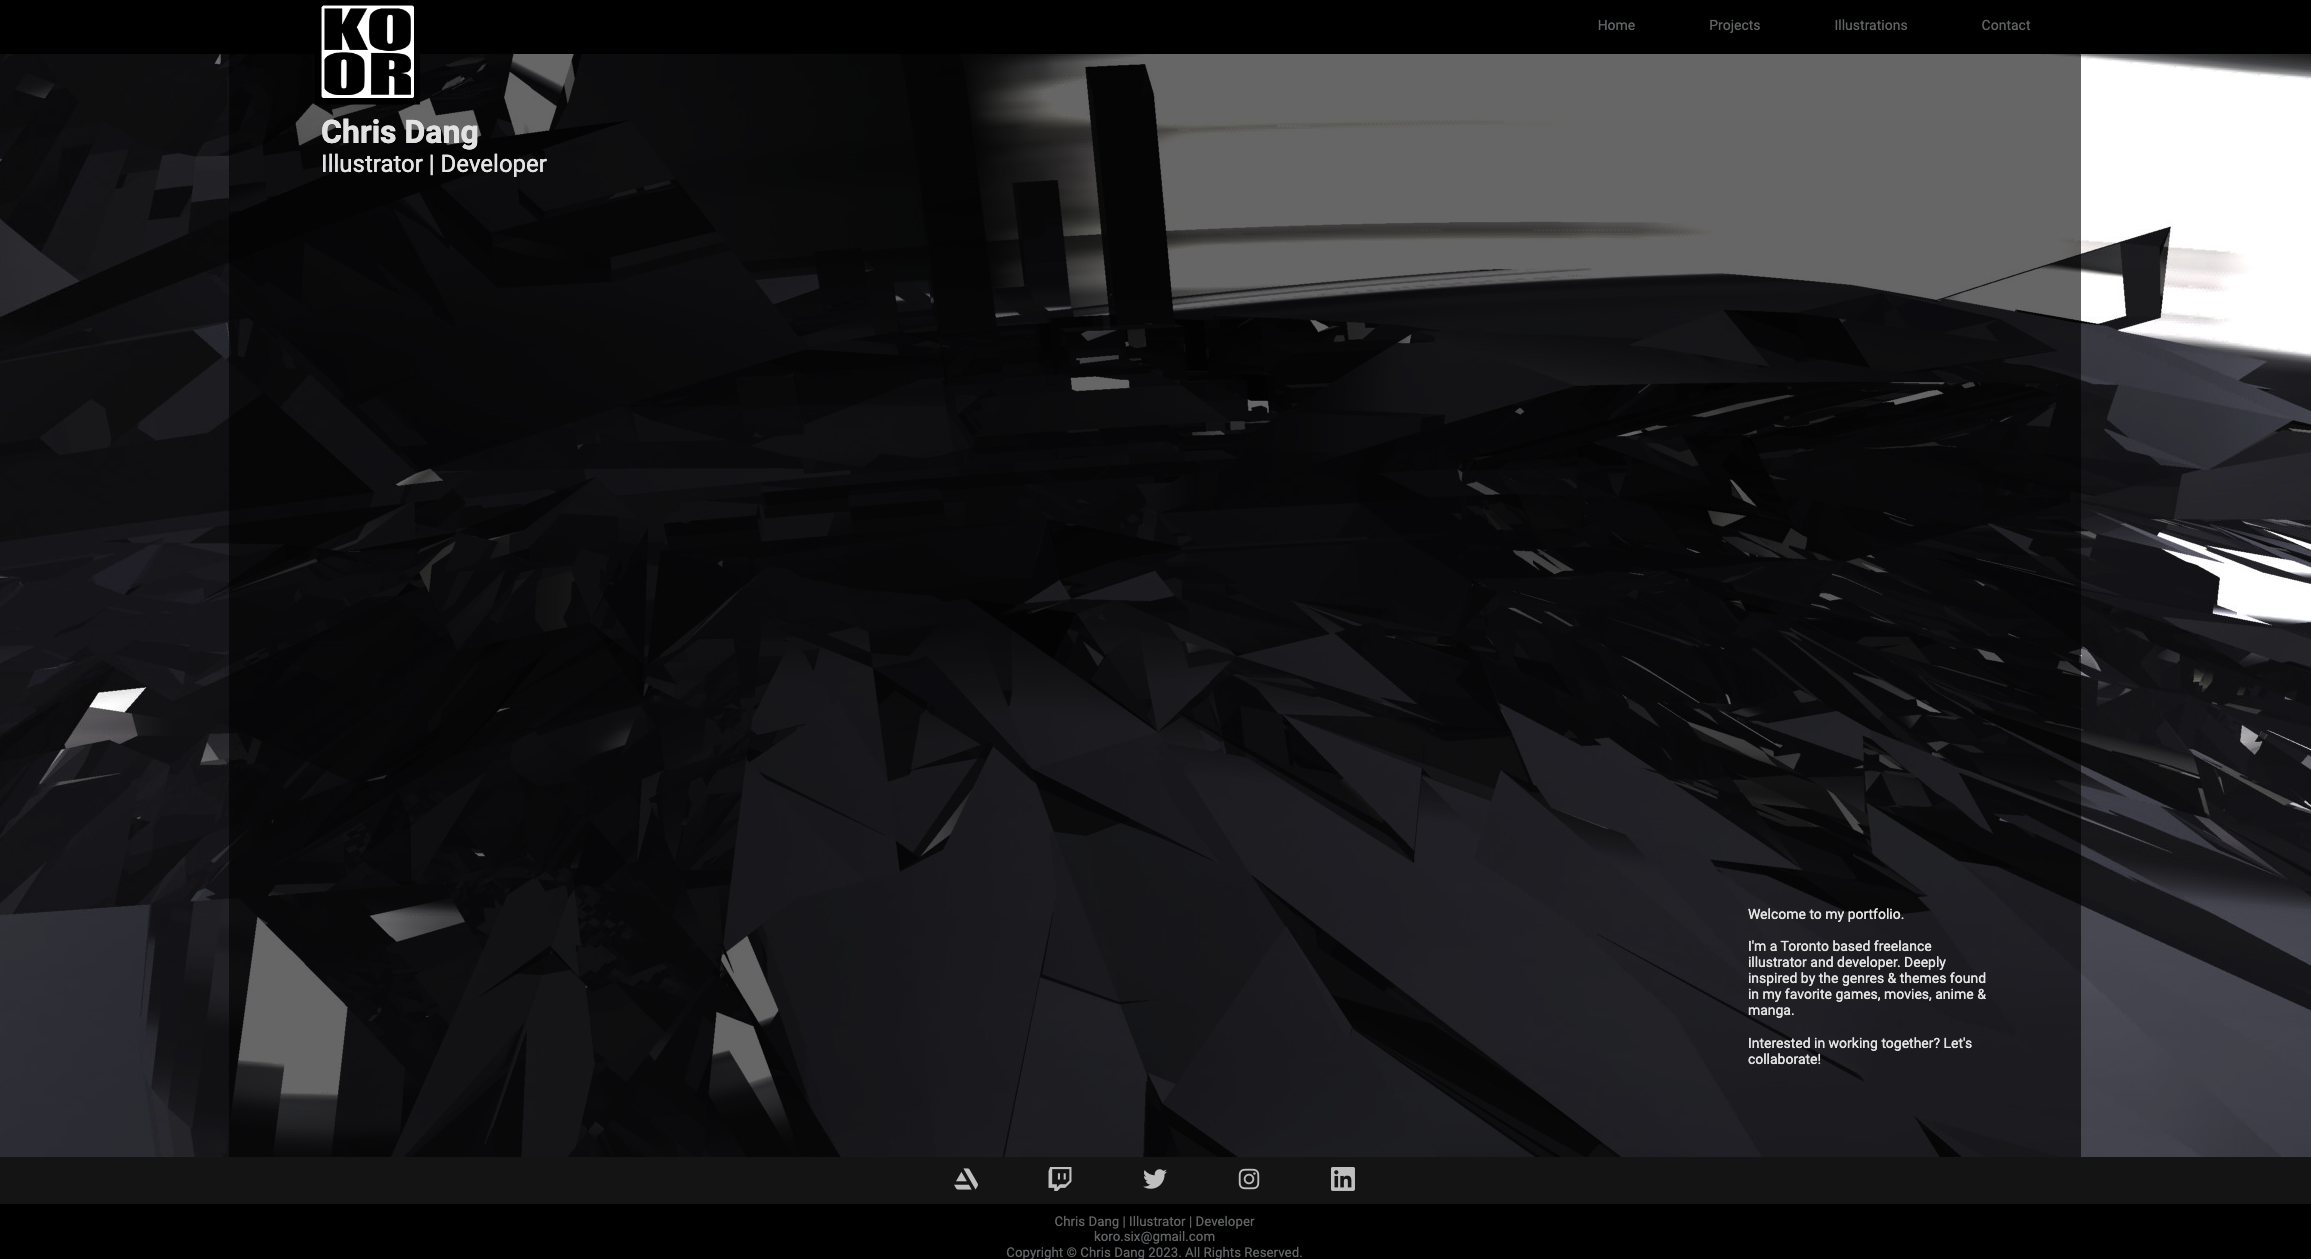 KO
OR
Home Projects Illustrations Contact
Chris Dang
Illustrator | Developer
Welcome to my portfolio.
I'm a Toronto based freelance
illustrator and developer. Deeply
inspired by the genres & themes found
in my favorite games, movies, anime &
manga.
Interested in working together? Let's
collaborate!
in
Chris Dang | Illustrator | Developer
koro.six@gmail.com
Copyright © Chris Dang 2023. All Rights Reserved.